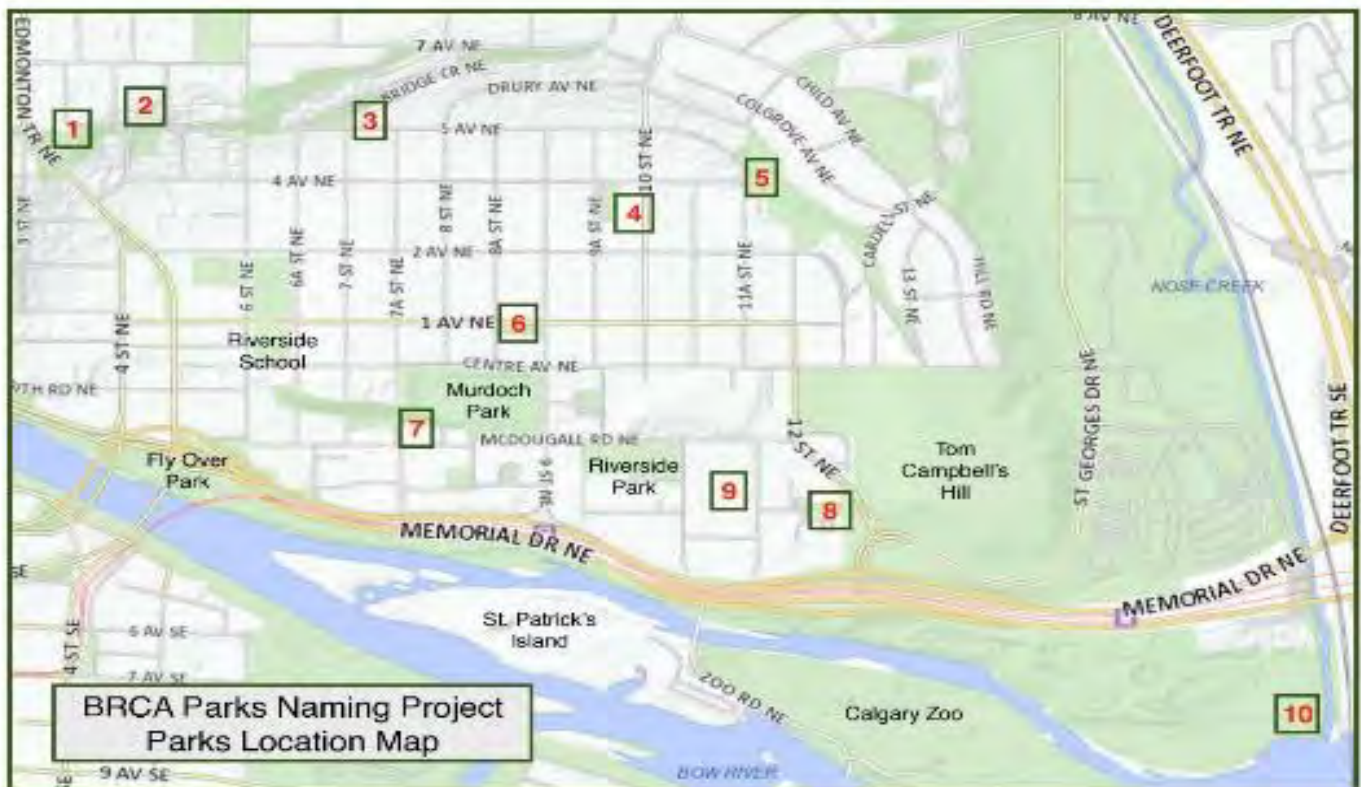 8 AV NE
EDMONTON TR NE
DEERFOOT TR NE
7 AV NE
BRIDGE CR NE
DRURY AV NE
CHILD AV NE
COLGROVE AV NE
1
2
3
5 AV NE
10 ST NE
5
4 AV NE
4
3 ST NE
8 ST NE
8A ST NE
9A ST NE
2 AV NE
6 ST NE
6A ST NE
7 ST NE
7A ST NE
11A ST NE
13 ST NE
HILL RD NE
NOSE CREEK
1 AV NE
6
4 ST NE
Riverside
School
CENTRE AV NE
Murdoch
Park
7
MCDOUGALL RD NE
9 ST NE
12 ST NE
ST GEORGES DR NE
DEERFOOT TR SE
Fly Over
Park
Riverside
Park
9
8
Tom
Campbell's
Hill
MEMORIAL DR NE
MEMORIAL DR NE
St. Patrick's
Island
6 AV SE
4 ST SE
7 AV SE
ZOO RD NE
Calgary Zoo
10
BRCA Parks Naming Project
Parks Location Map
9 AV SE
BOW RIVER